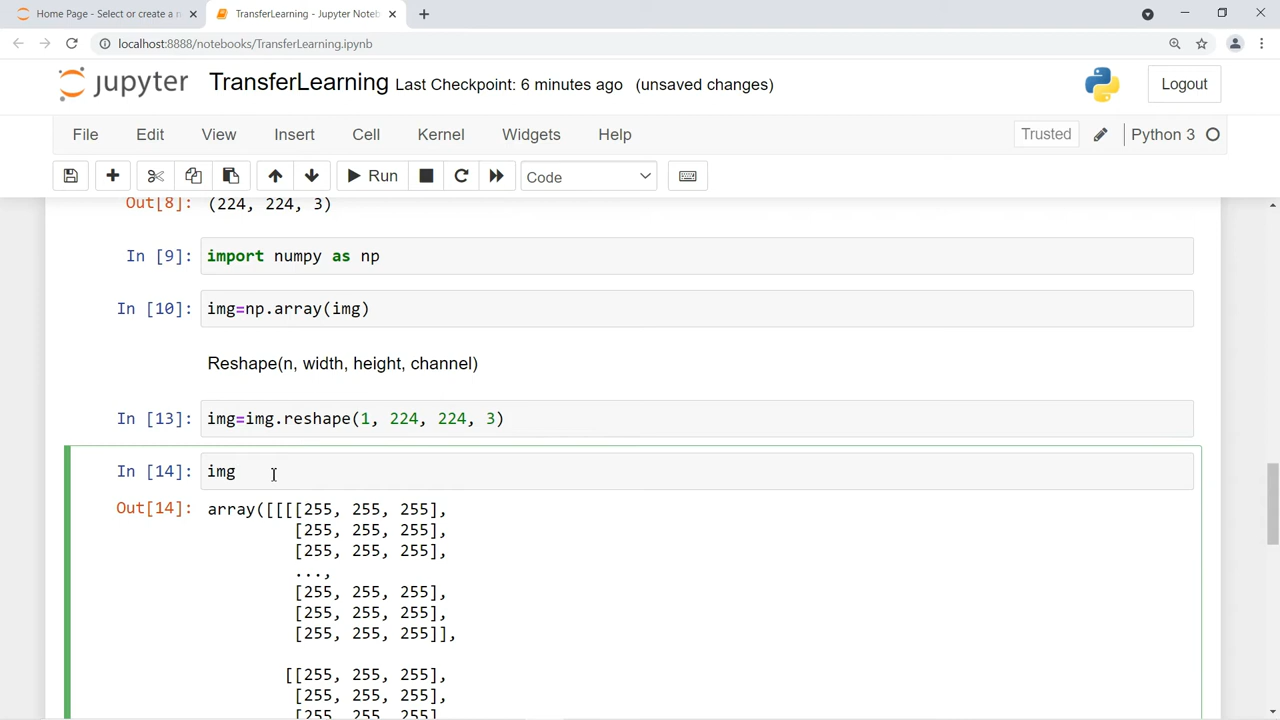 Home Page - Select or create a n
TransferLearning - Jupyter Noteb
localhost:8888/notebooks/TransferLearning.ipynb
jupyter TransferLearning Last Checkpoint: 6 minutes ago (unsaved changes) Logout
File Edit View Insert Cell Kernel Widgets Help Trusted Python 3
Run Code
Out[8]: (224, 224, 3)
In [9]: import numpy as np
In [10]: img=np.array(img)
Reshape(n, width, height, channel)
In [13]: img=img.reshape(1, 224, 224, 3)
In [14]: img
Out[14]: array([[[[255, 255, 255],
[255, 255, 255],
[255, 255, 255],
...,
[255, 255, 255],
[255, 255, 255],
[255, 255, 255]],
[[255, 255, 255],
[255, 255, 255],
[255, 255, 255],